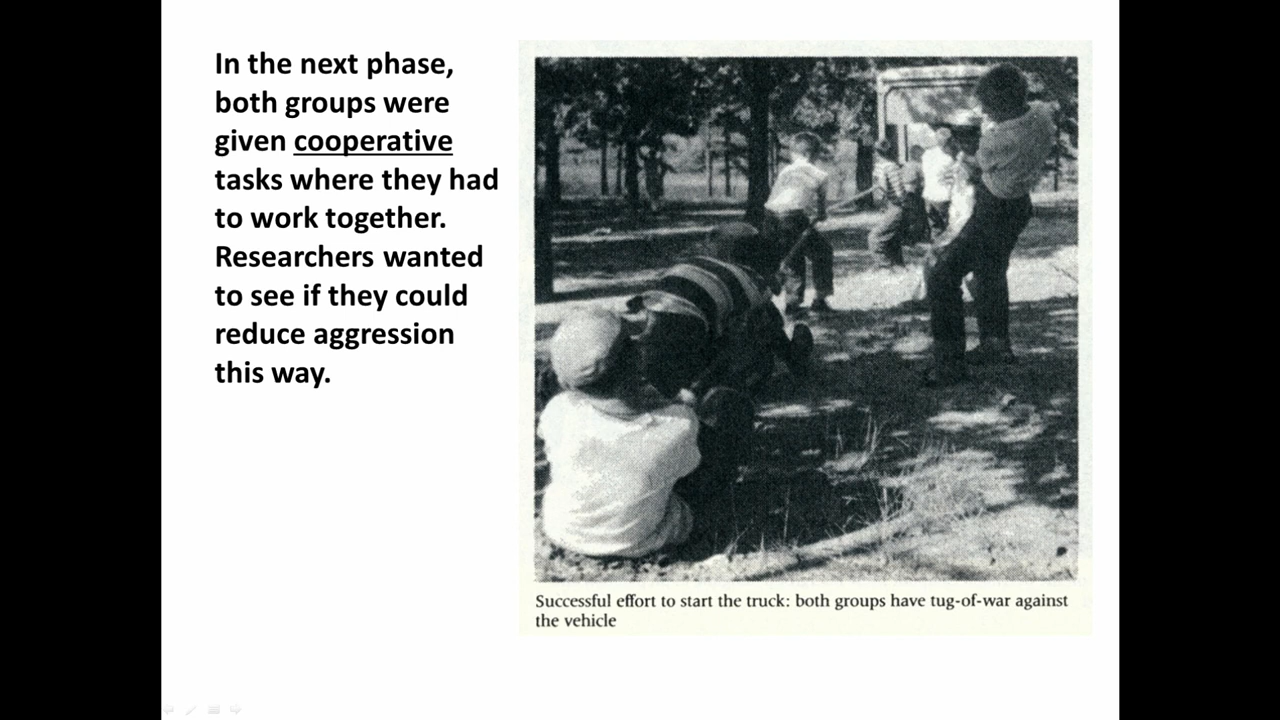 In the next phase,
both groups were
given cooperative
tasks where they had
to work together.
Researchers wanted
to see if they could
reduce aggression
this way.
Successful effort to start the truck: both groups have tug-of-war against
the vehicle